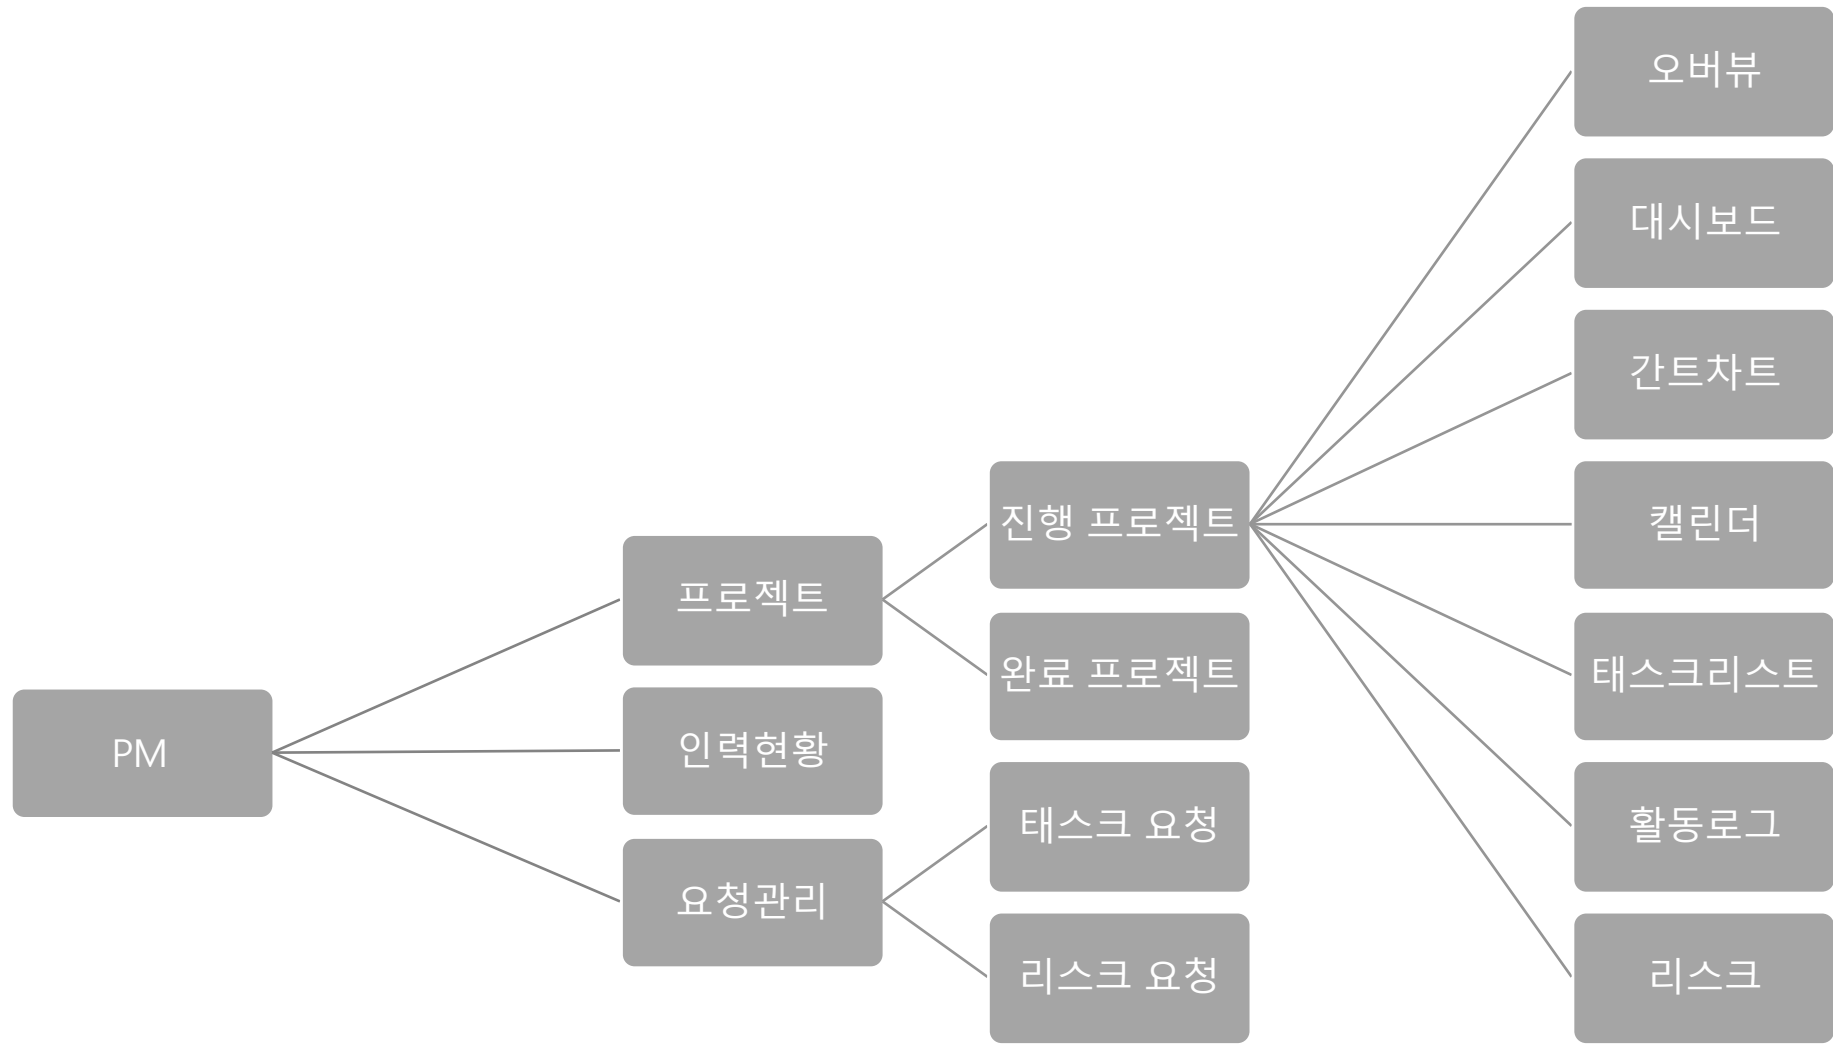 PM
프로젝트
인력현황
요청관리
진행 프로젝트
완료 프로젝트
태스크 요청
리스크 요청
오버뷰
대시보드
간트차트
캘린더
태스크리스트
활동로그
리스크